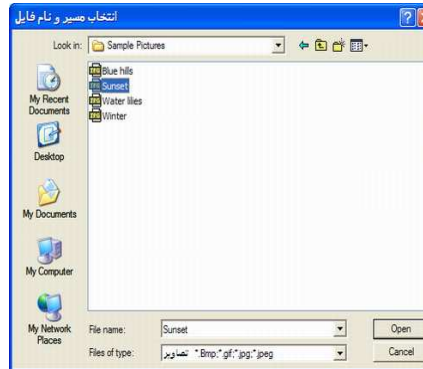 انتخاب مسیر و نام فایل
Look in: Sample Pictures
Blue hills
Sunset
Water lilies
Winter
My Recent
Documents
Desktop
My Documents
My Computer
My Network
Places
File name: Sunset
Open
Files of type: تصاویر *.Bmp;*.gif;*.jpg;*.jpeg
Cancel